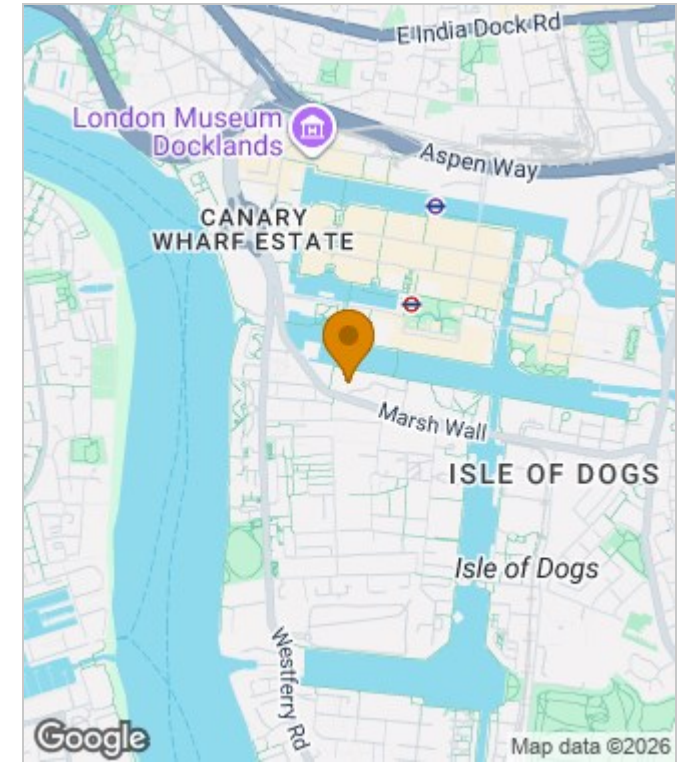 E India Dock Rd
London Museum
Docklands
Aspen Way
CANARY
WHARF ESTATE
Marsh Wall
ISLE OF DOGS
Isle of Dogs
Westferry Rd
Google
Map data ©2026